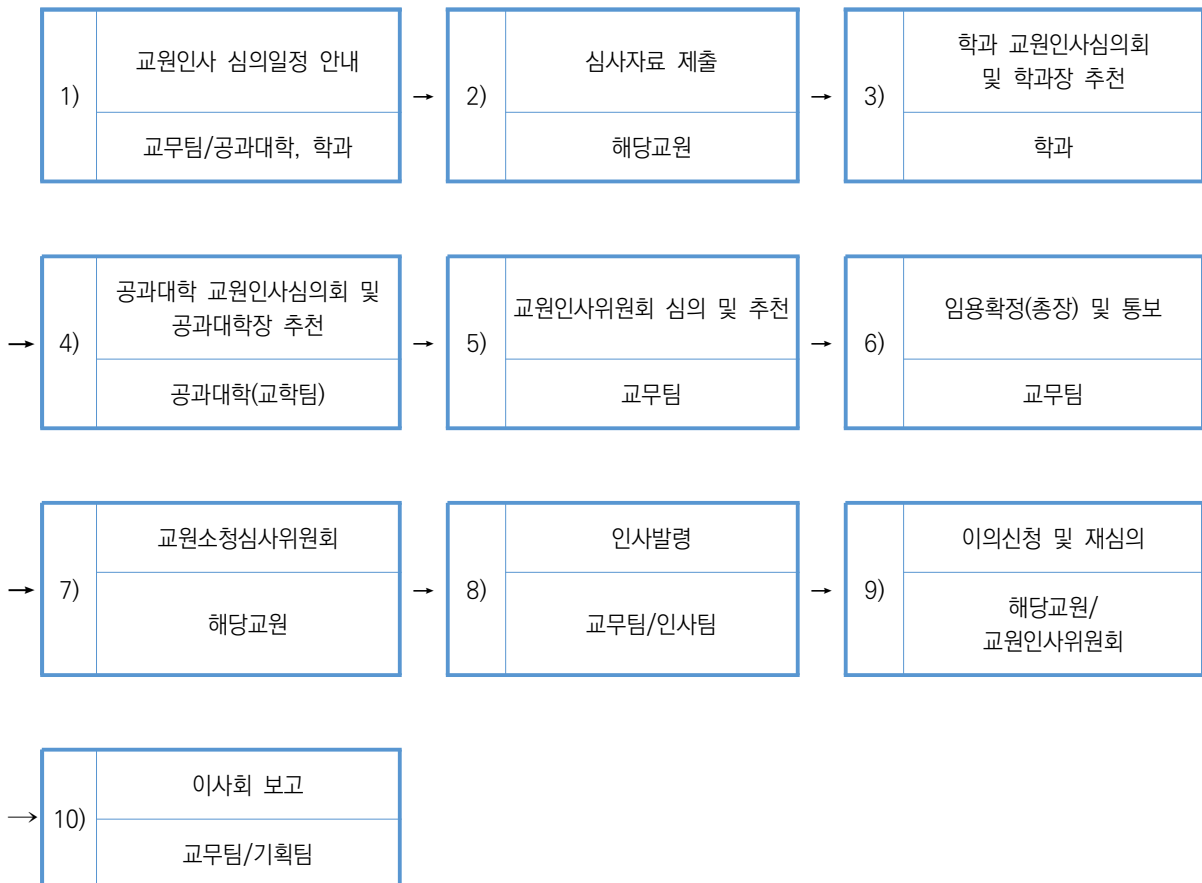 1)
교원인사 심의일정 안내
교무팀/공과대학, 학과
→
2)
심사자료 제출
해당교원
→
3)
학과 교원인사심의회
및 학과장 추천
학과
→
4)
공과대학 교원인사심의회 및
공과대학장 추천
공과대학(교학팀)
→
5)
교원인사위원회 심의 및 추천
교무팀
→
6)
임용확정(총장) 및 통보
교무팀
→
7)
교원소청심사위원회
해당교원
→
8)
인사발령
교무팀/인사팀
→
9)
이의신청 및 재심의
해당교원/
교원인사위원회
→
10)
이사회 보고
교무팀/기획팀